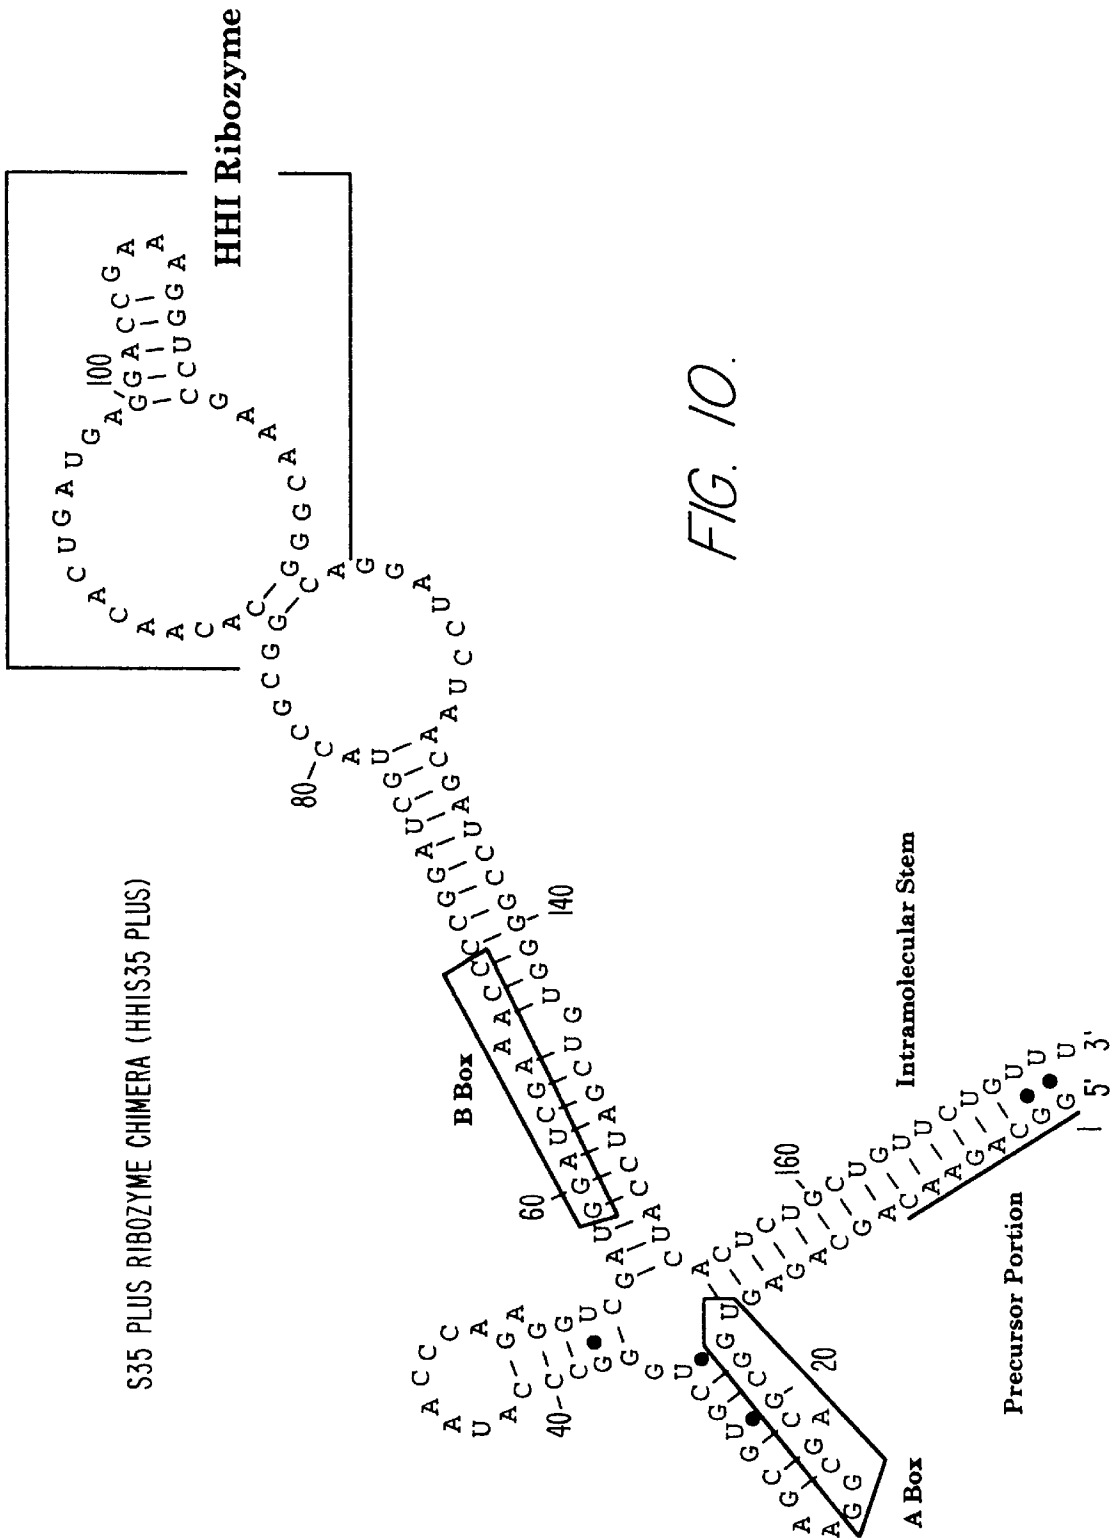 S35 PLUS RIBOZYME CHIMERA (HHIS35 PLUS)
HHI Ribozyme
100
80
B Box
140
60
Intramolecular Stem
160
40
20
Precursor Portion
A Box
1
5'
3'
GGCAGAACAGCAGAGUGGCGCAGCGGAAGCGUGCUGGGCCCAUAACCCAGAGGUCGAUGGAUCGAAACCCCGGAUCGUACCGCGGCACAACACUGAUGAGGACCGAAAGGUCCGAAACGGGCAGGAUCCUAACGAUCCGGGGUGUCGAUCCAUCACUCUGCUGUUCUGUUU
FIG. 10.